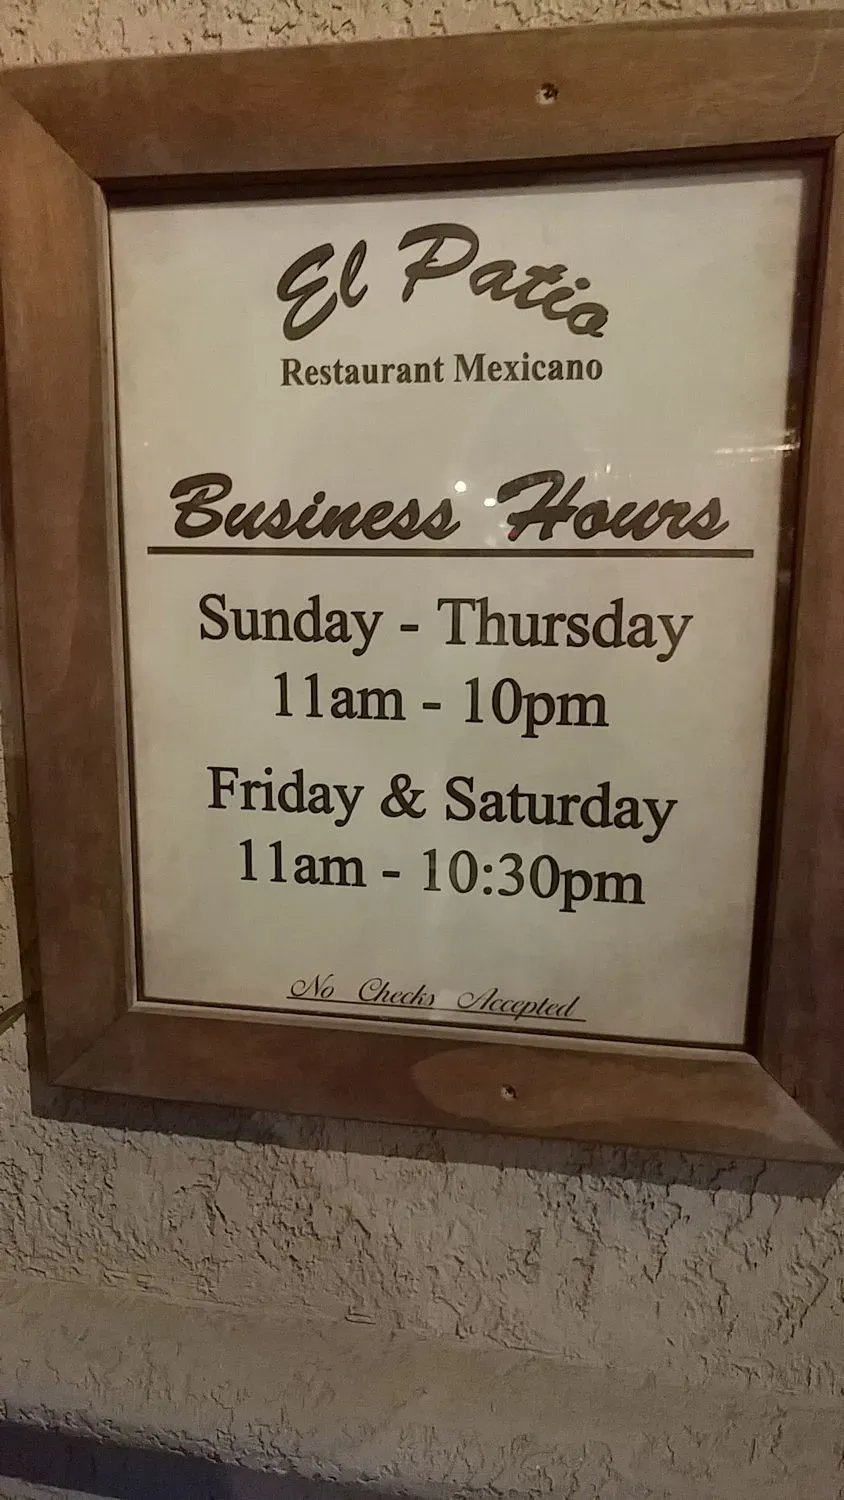 El Patio
Restaurant Mexicano
Business Hours
Sunday - Thursday
11am - 10pm
Friday & Saturday
11am - 10:30pm
No Checks Accepted